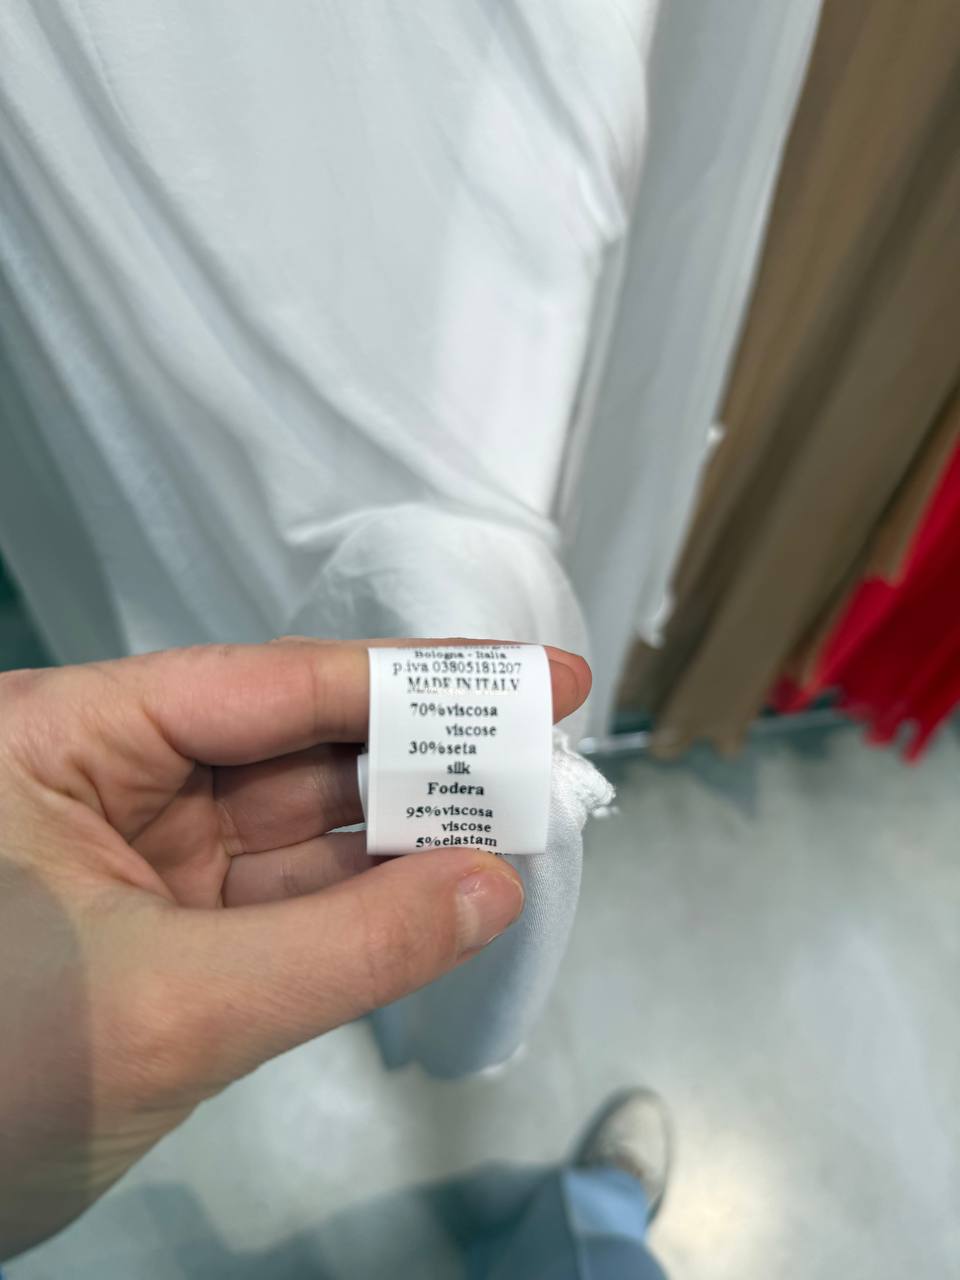 Bologna - Italia
p.iva 03805181207
MADE IN ITALY
70%viscosa
viscose
30%seta
silk
Fodera
95%viscosa
viscose
5%elastam